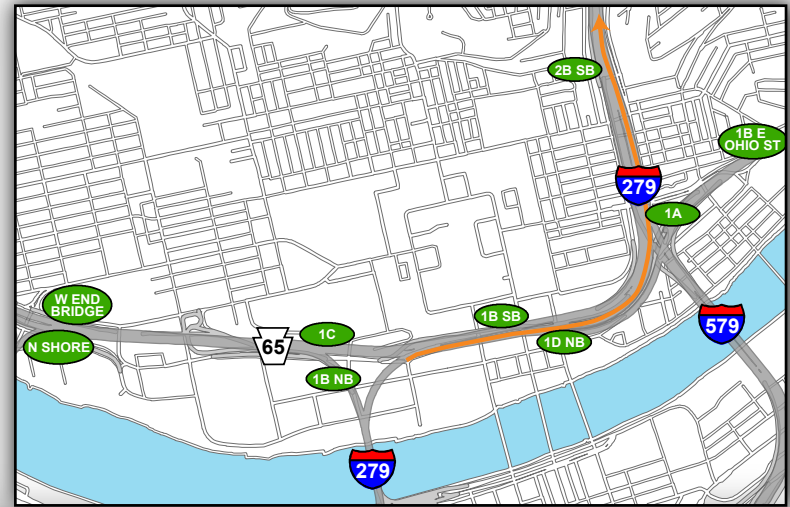 2B SB
1B E
OHIO ST
279
1A
W END
BRIDGE
1B SB
579
1C
1D NB
65
N SHORE
1B NB
279